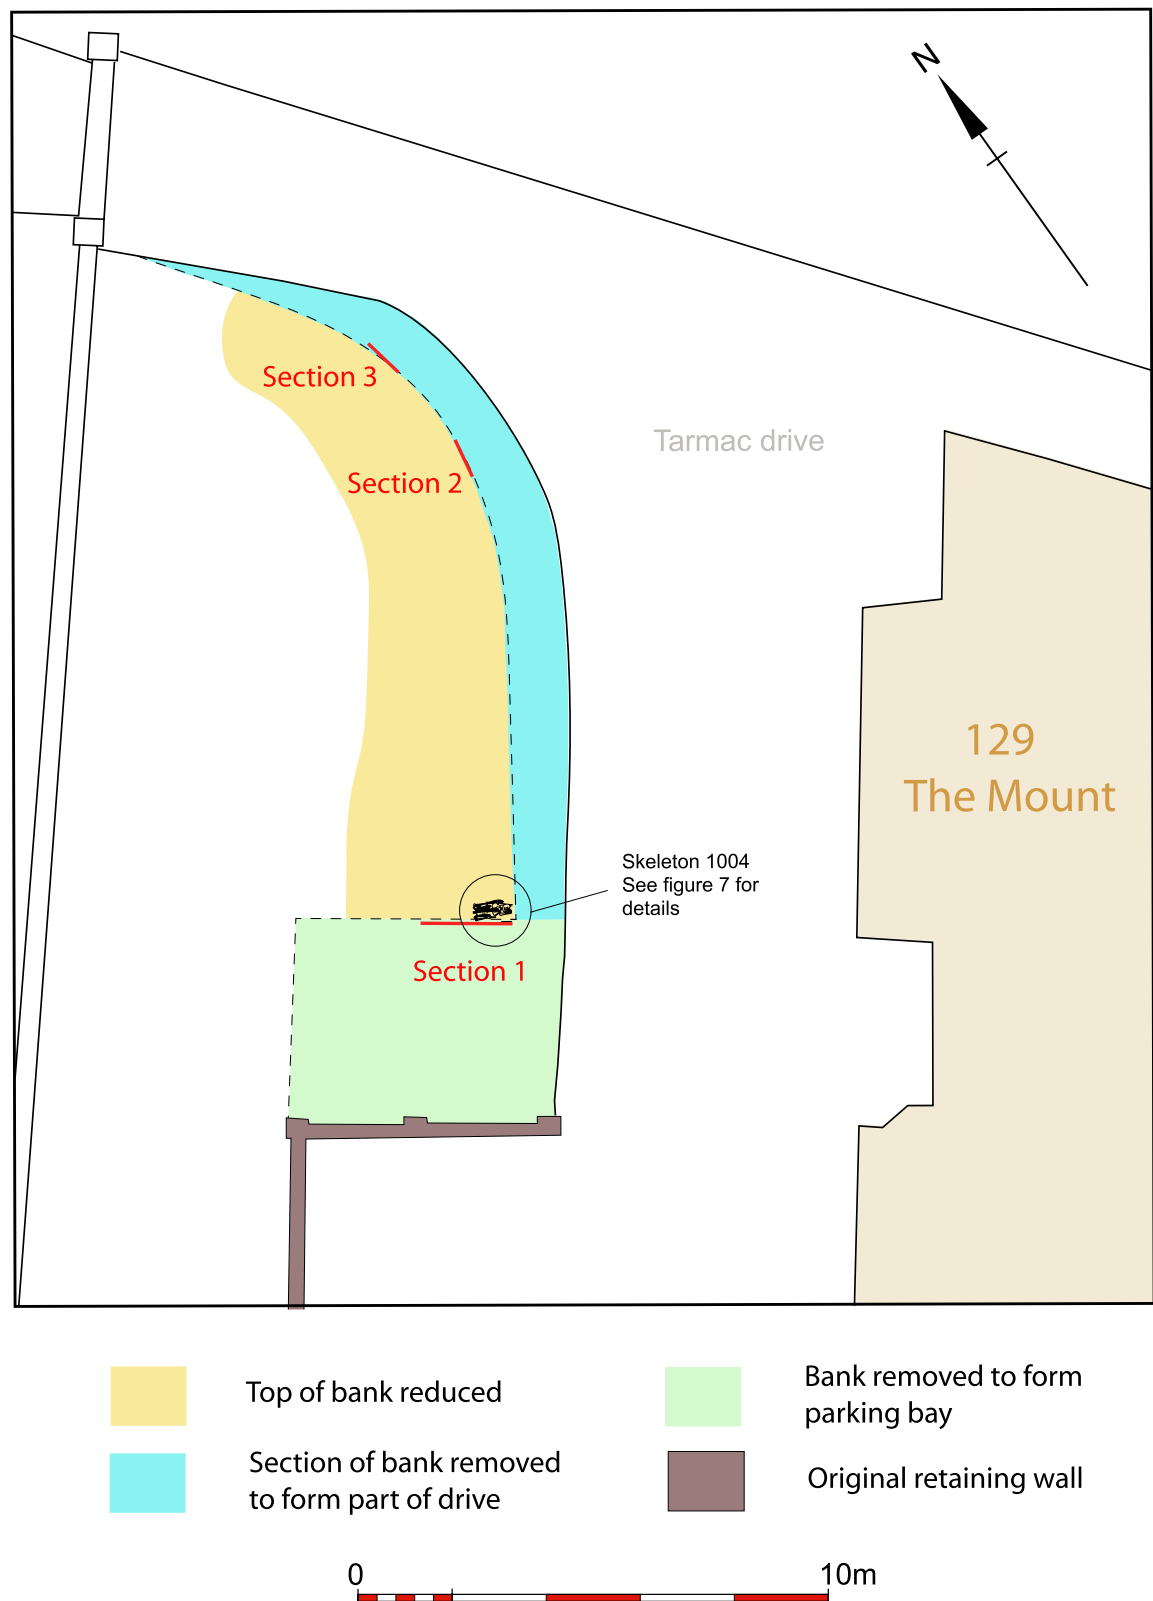 N
Section 3
Tarmac drive
Section 2
129
The Mount
Skeleton 1004
See figure 7 for
details
Section 1
Top of bank reduced
Bank removed to form
parking bay
Section of bank removed
to form part of drive
Original retaining wall
0
10m